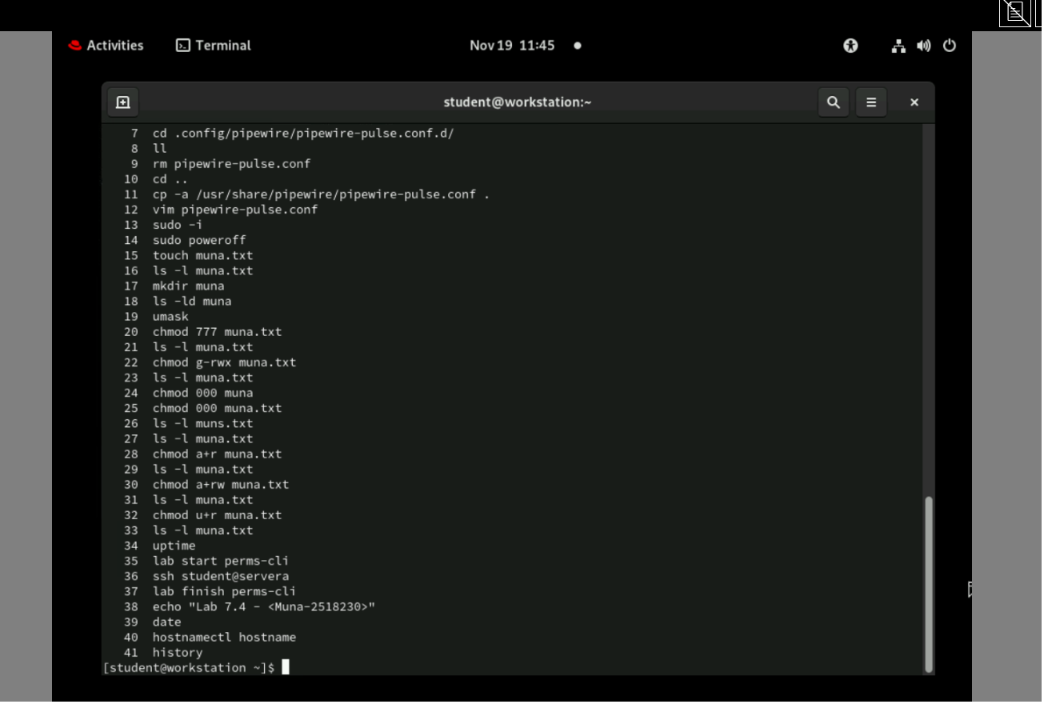 Activities Terminal Nov 19 11:45
student@workstation:~
7 cd .config/pipewire/pipewire-pulse.conf.d/
8 ll
9 rm pipewire-pulse.conf
10 cd ..
11 cp -a /usr/share/pipewire/pipewire-pulse.conf .
12 vim pipewire-pulse.conf
13 sudo -i
14 sudo poweroff
15 touch muna.txt
16 ls -l muna.txt
17 mkdir muna
18 ls -ld muna
19 umask
20 chmod 777 muna.txt
21 ls -l muna.txt
22 chmod g-rwx muna.txt
23 ls -l muna.txt
24 chmod 000 muna
25 chmod 000 muna.txt
26 ls -l muns.txt
27 ls -l muna.txt
28 chmod a+r muna.txt
29 ls -l muna.txt
30 chmod a+rw muna.txt
31 ls -l muna.txt
32 chmod u+r muna.txt
33 ls -l muna.txt
34 uptime
35 lab start perms-cli
36 ssh student@servera
37 lab finish perms-cli
38 echo "Lab 7.4 - <Muna-2518230>"
39 date
40 hostnamectl hostname
41 history
[student@workstation ~]$